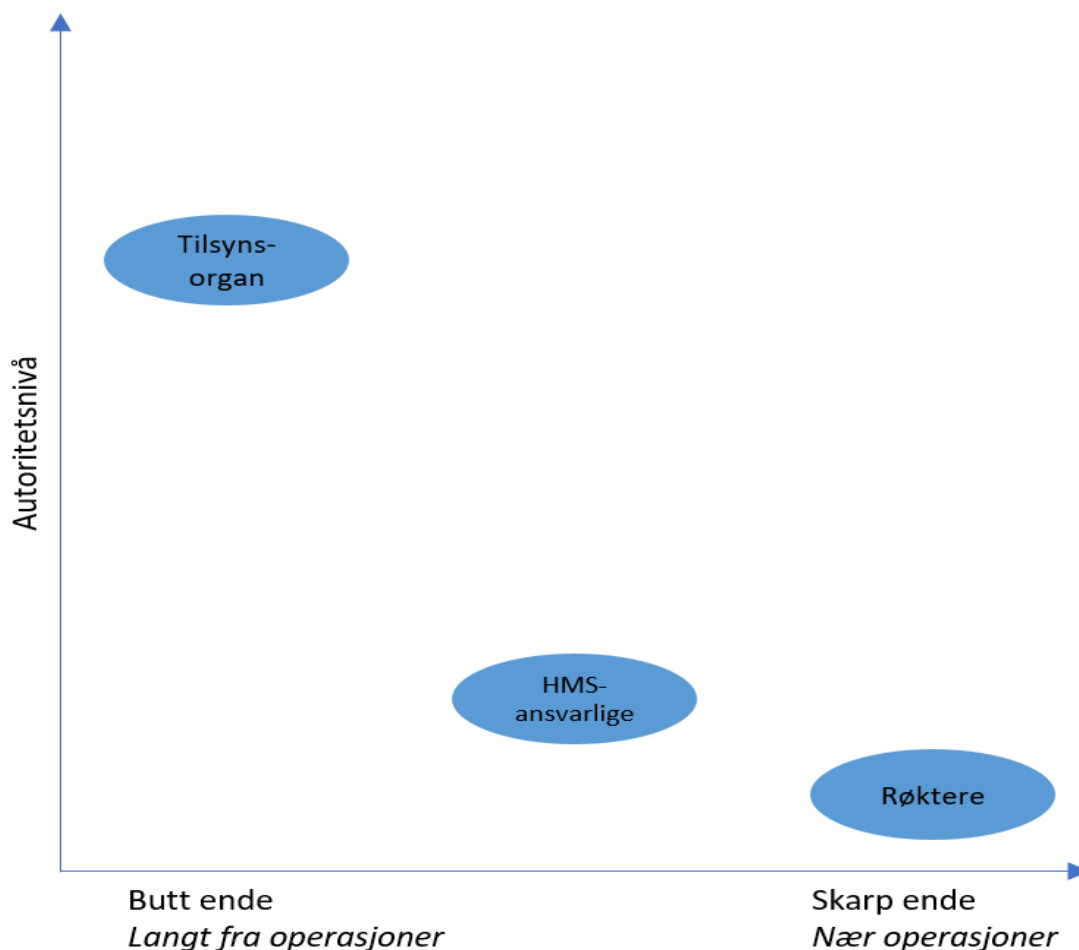 Tilsyns-
organ
Autoritetsnivå
HMS-
ansvarlige
Røktere
Butt ende
Langt fra operasjoner
Skarp ende
Nær operasjoner